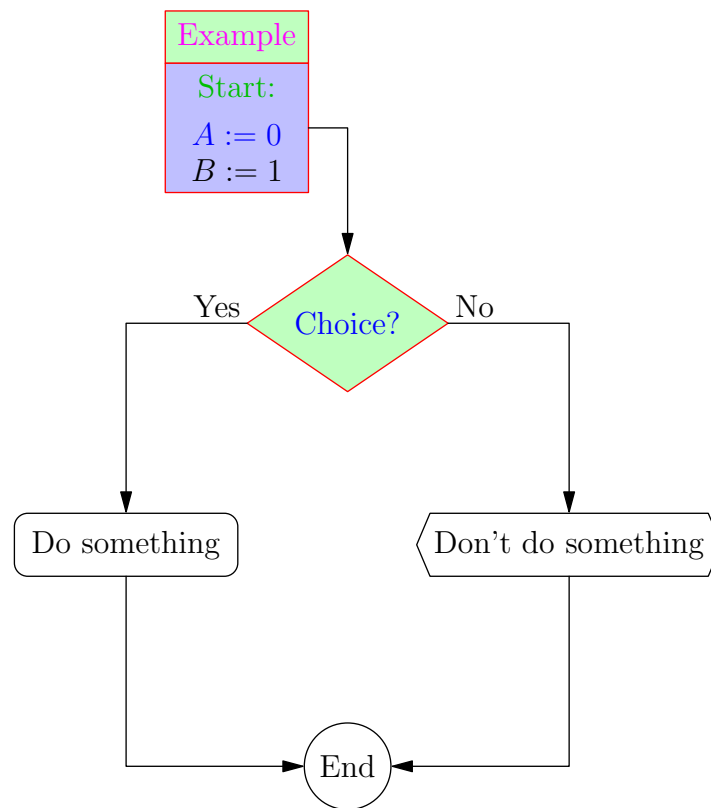 Example
Start:
A := 0
B := 1
Yes
Choice?
No
Do something
Don't do something
End